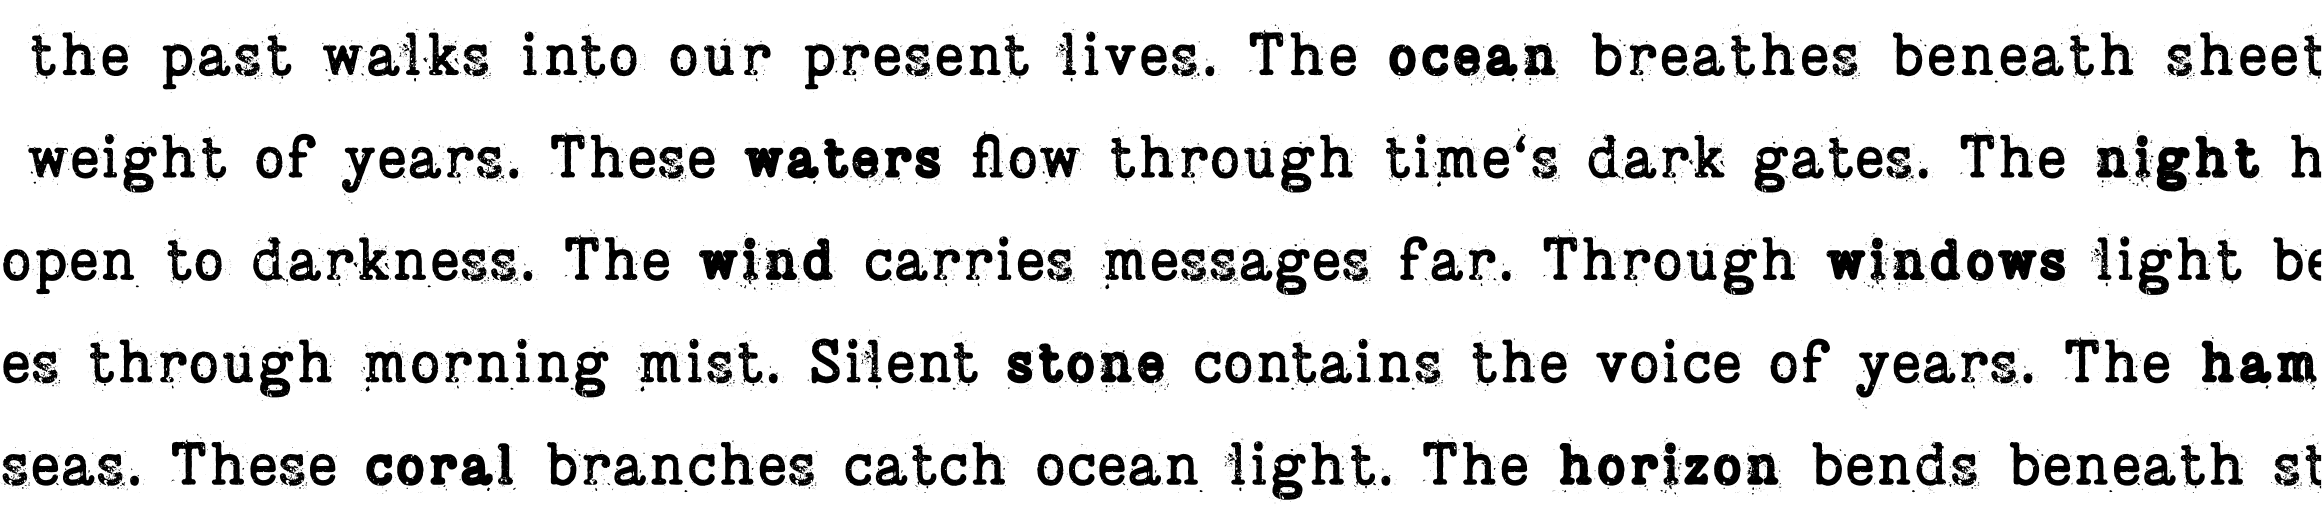 the past walks into our present lives. The ocean breathes beneath sheet
weight of years. These waters flow through time‘s dark gates. The night h
open to darkness. The wind carries messages far. Through windows light be
es through morning mist. Silent stone contains the voice of years. The ham
seas. These coral branches catch ocean light. The horizon bends beneath st